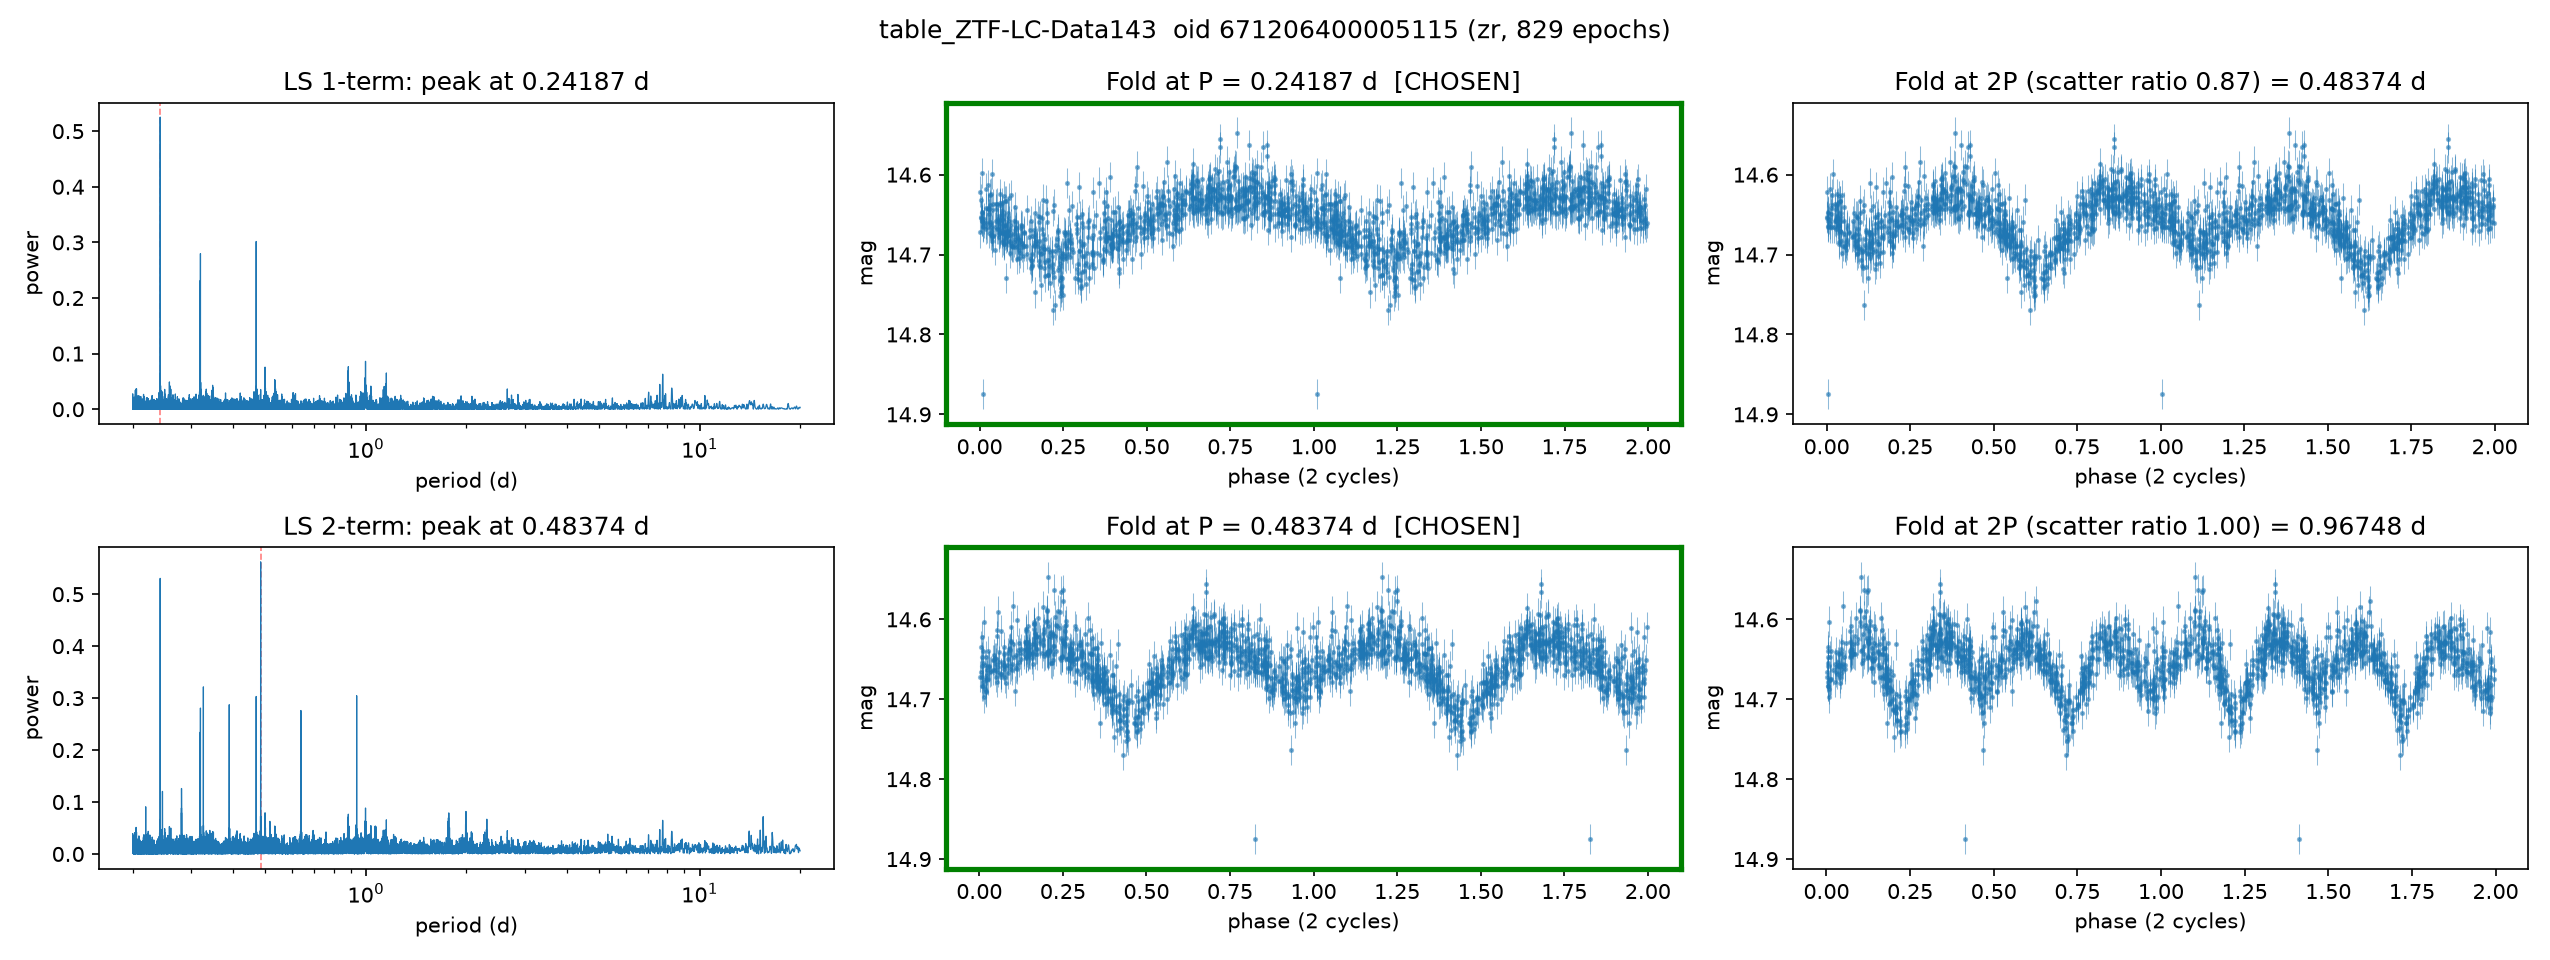 table_ZTF-LC-Data143  oid 671206400005115 (zr, 829 epochs)
LS 1-term: peak at 0.24187 d
power
0.5
0.4
0.3
0.2
0.1
0.0
10⁰
10¹
period (d)
Fold at P = 0.24187 d  [CHOSEN]
mag
14.6
14.7
14.8
14.9
0.00 0.25 0.50 0.75 1.00 1.25 1.50 1.75 2.00
phase (2 cycles)
Fold at 2P (scatter ratio 0.87) = 0.48374 d
mag
14.6
14.7
14.8
14.9
0.00 0.25 0.50 0.75 1.00 1.25 1.50 1.75 2.00
phase (2 cycles)
LS 2-term: peak at 0.48374 d
power
0.5
0.4
0.3
0.2
0.1
0.0
10⁰
10¹
period (d)
Fold at P = 0.48374 d  [CHOSEN]
mag
14.6
14.7
14.8
14.9
0.00 0.25 0.50 0.75 1.00 1.25 1.50 1.75 2.00
phase (2 cycles)
Fold at 2P (scatter ratio 1.00) = 0.96748 d
mag
14.6
14.7
14.8
14.9
0.00 0.25 0.50 0.75 1.00 1.25 1.50 1.75 2.00
phase (2 cycles)